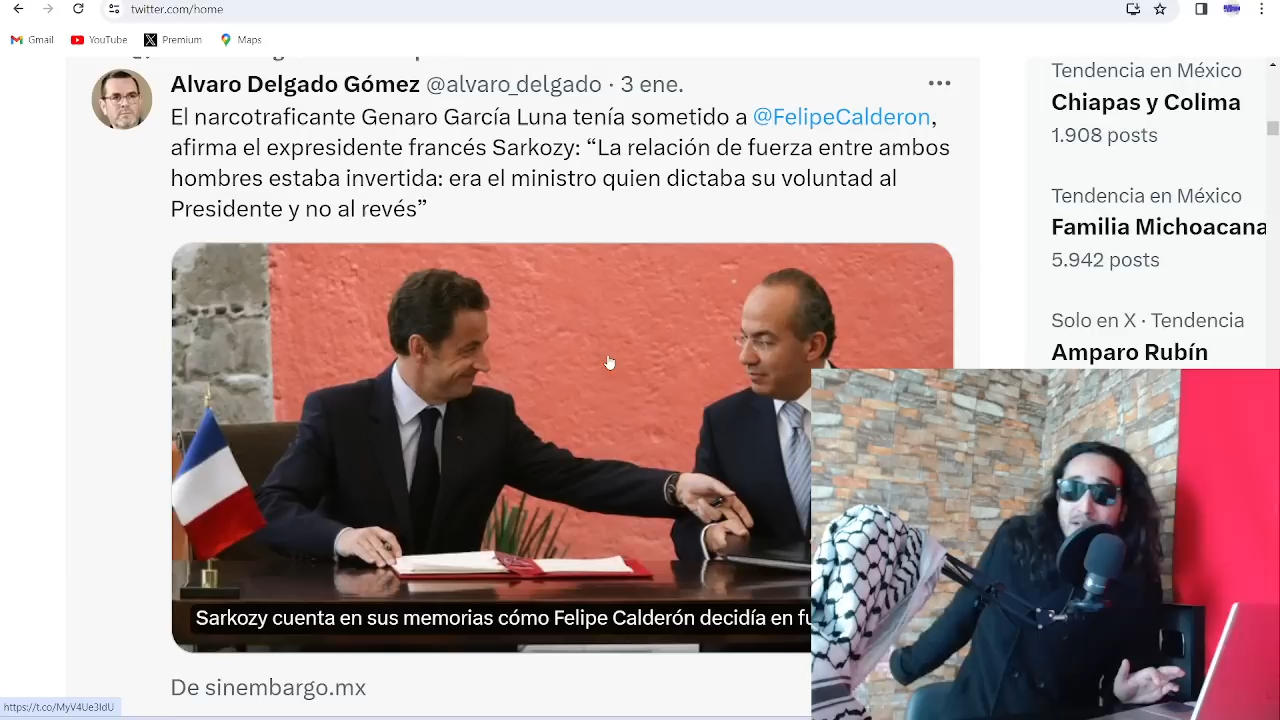 twitter.com/home
Gmail YouTube Premium Maps
Alvaro Delgado Gómez @alvaro_delgado · 3 ene.
El narcotraficante Genaro García Luna tenía sometido a @FelipeCalderon,
afirma el expresidente francés Sarkozy: “La relación de fuerza entre ambos
hombres estaba invertida: era el ministro quien dictaba su voluntad al
Presidente y no al revés”
Sarkozy cuenta en sus memorias cómo Felipe Calderón decidía en
De sinembargo.mx
Tendencia en México
Chiapas y Colima
1.908 posts
Tendencia en México
Familia Michoacana
5.942 posts
Solo en X · Tendencia
Amparo Rubín
https://t.co/MyV4Ue3IdU